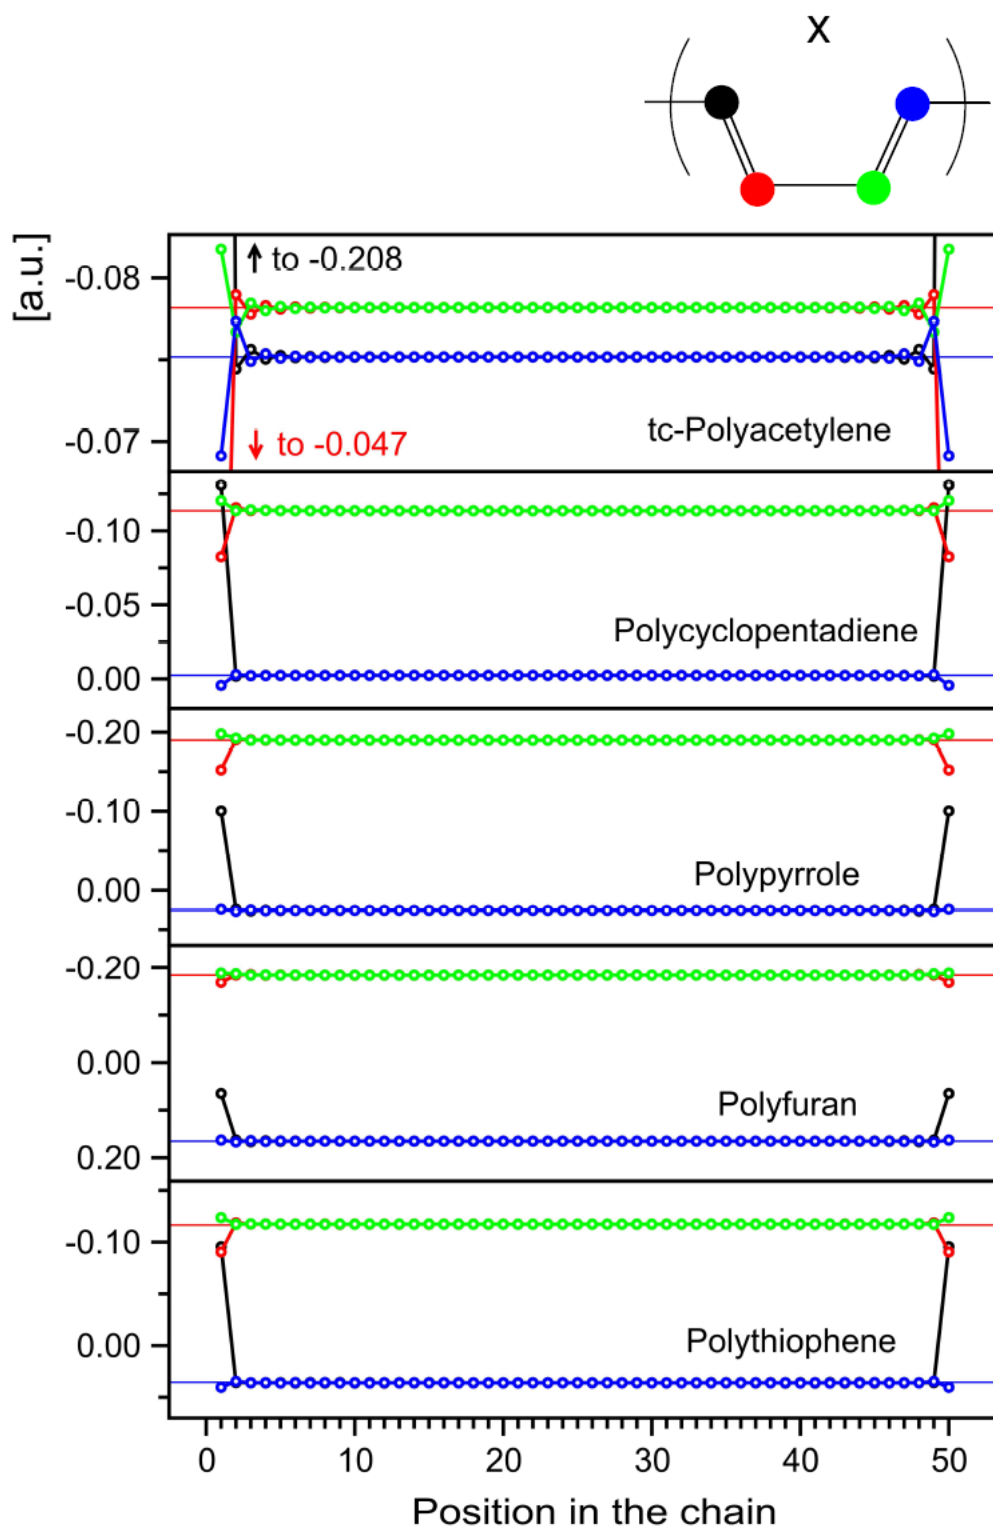 X
[a.u.]
↑ to -0.208
-0.08
tc-Polyacetylene
-0.07
↓ to -0.047
-0.10
-0.05
Polycyclopentadiene
0.00
-0.20
-0.10
Polypyrrole
0.00
-0.20
0.00
Polyfuran
0.20
-0.10
Polythiophene
0.00
0 10 20 30 40 50
Position in the chain